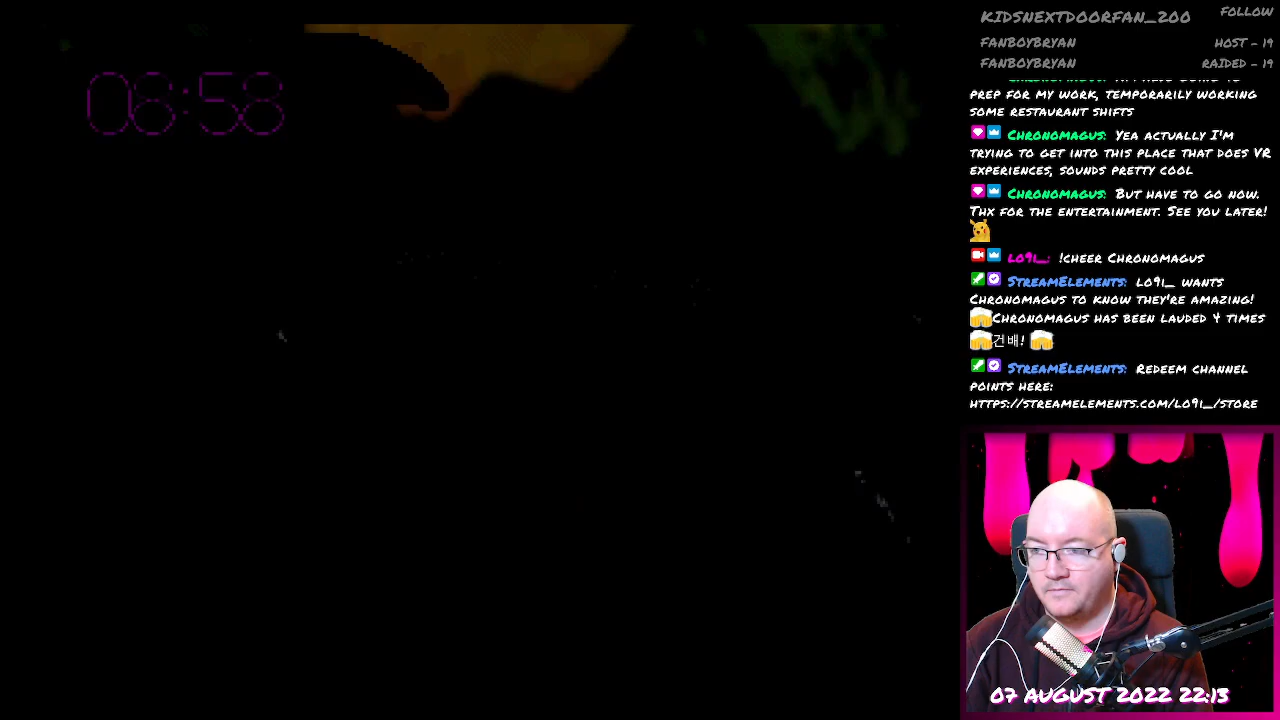 08:58
KIDSNEXTDOORFAN_200 FOLLOW
FANBOYBRYAN HOST - 19
FANBOYBRYAN RAIDED - 19
PREP FOR MY WORK, TEMPORARILY WORKING
SOME RESTAURANT SHIFTS
CHRONOMAGUS: YEA ACTUALLY I'M
TRYING TO GET INTO THIS PLACE THAT DOES VR
EXPERIENCES, SOUNDS PRETTY COOL
CHRONOMAGUS: BUT HAVE TO GO NOW.
THX FOR THE ENTERTAINMENT. SEE YOU LATER!
LO91_: !CHEER CHRONOMAGUS
STREAMELEMENTS: LO91_ WANTS
CHRONOMAGUS TO KNOW THEY'RE AMAZING!
CHRONOMAGUS HAS BEEN LAUDED 4 TIMES
건배!
STREAMELEMENTS: REDEEM CHANNEL
POINTS HERE:
HTTPS://STREAMELEMENTS.COM/LO91_/STORE
07 AUGUST 2022 22:13